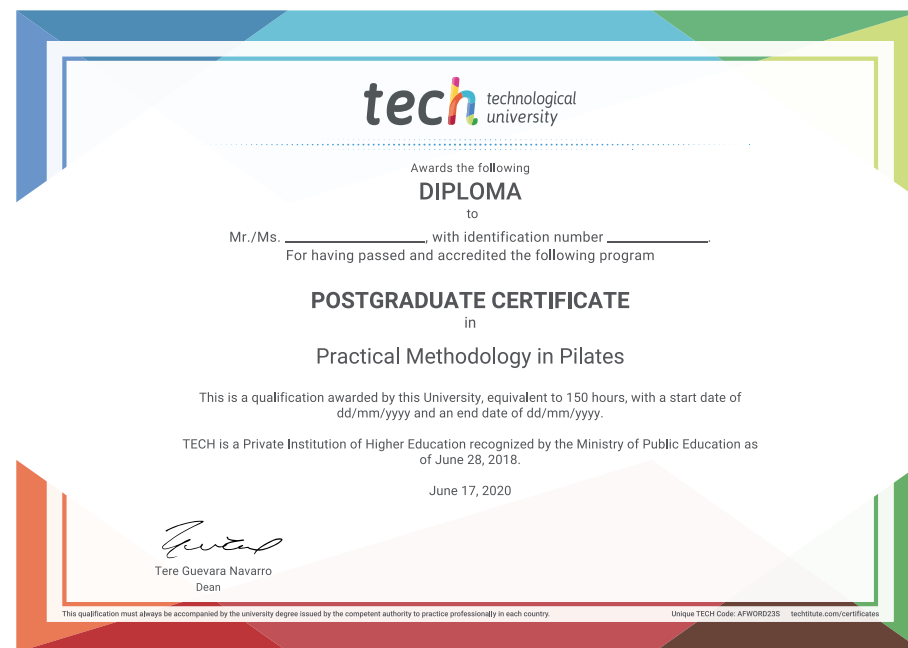 tech technological
university
Awards the following
DIPLOMA
to
Mr./Ms. ____________, with identification number ____________.
For having passed and accredited the following program
POSTGRADUATE CERTIFICATE
in
Practical Methodology in Pilates
This is a qualification awarded by this University, equivalent to 150 hours, with a start date of
dd/mm/yyyy and an end date of dd/mm/yyyy.
TECH is a Private Institution of Higher Education recognized by the Ministry of Public Education as
of June 28, 2018.
June 17, 2020
Tere Guevara Navarro
Dean
This qualification must always be accompanied by the university degree issued by the competent authority to practice professionally in each country. Unique TECH Code: AFWORD23S techtitute.com/certificates